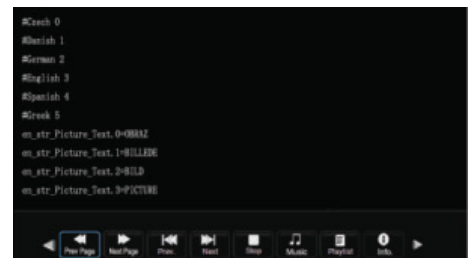 #Czech 0
#Danish 1
#German 2
#English 3
#Spanish 4
#Greek 5
en_str_Picture_Text.0=OBRAZ
en_str_Picture_Text.1=BILLEDE
en_str_Picture_Text.2=BILD
en_str_Picture_Text.3=PICTURE
Prev Page Next Page Prev. Next Stop Music Playlist Info.